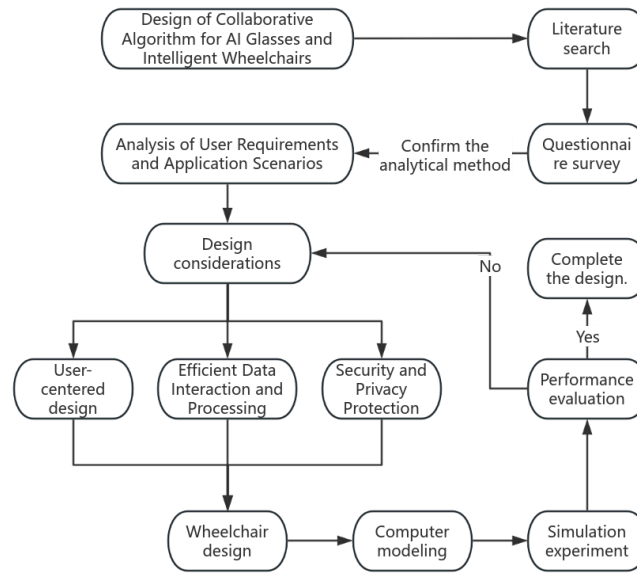 Design of Collaborative
Algorithm for AI Glasses and
Intelligent Wheelchairs
Literature
search
Analysis of User Requirements
and Application Scenarios
Confirm the
analytical method
Questionnai
re survey
Design
considerations
No
Complete
the design.
Yes
User-
centered
design
Efficient Data
Interaction and
Processing
Security and
Privacy
Protection
Performance
evaluation
Wheelchair
design
Computer
modeling
Simulation
experiment